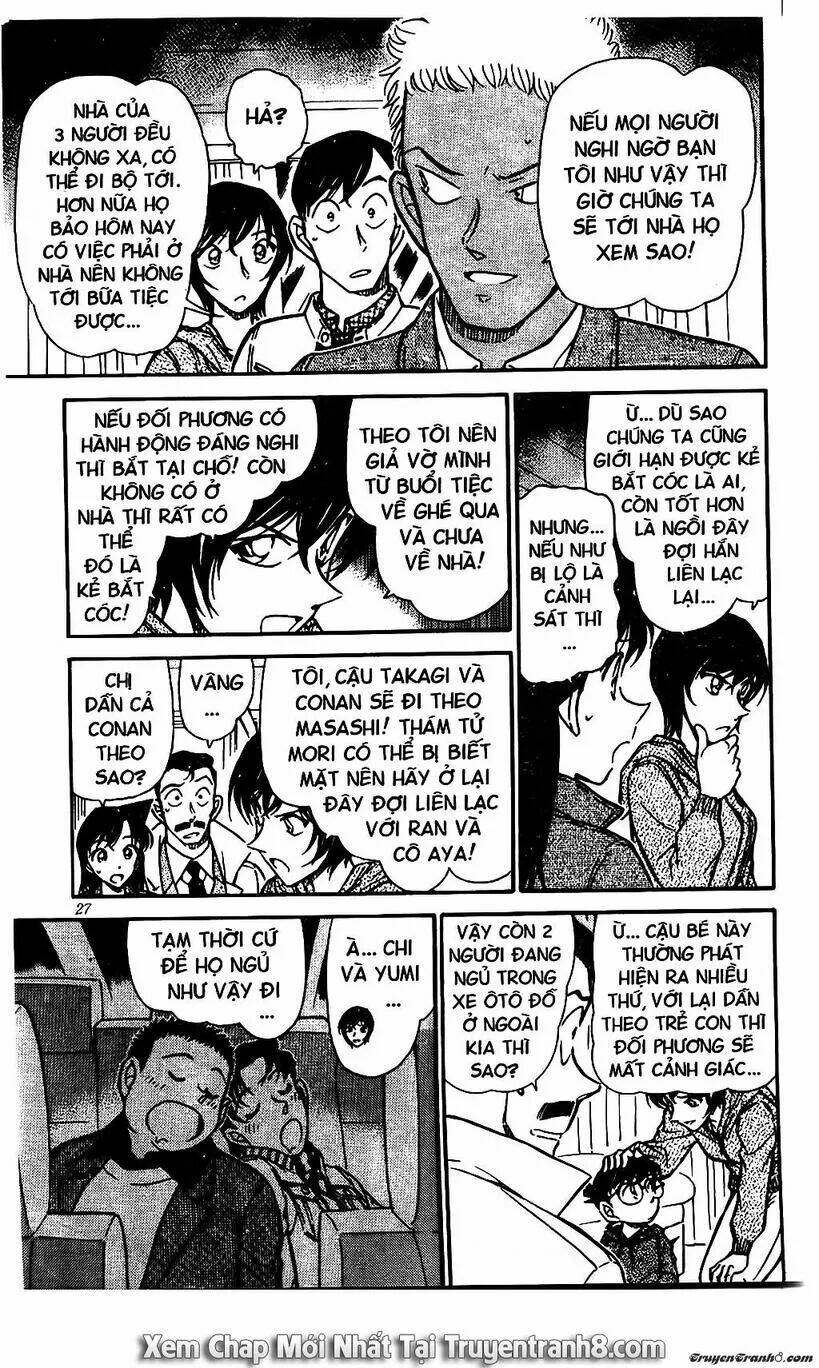 NẾU MỌI NGƯỜI
NGHI NGỜ BẠN
TÔI NHƯ VẬY THÌ
GIỜ CHÚNG TA
SẼ TỚI NHÀ HỌ
XEM SAO!
HẢ?
NHÀ CỦA
3 NGƯỜI ĐỀU
KHÔNG XA, CÓ
THỂ ĐI BỘ TỚI.
HƠN NỮA HỌ
BẢO HÔM NAY
CÓ VIỆC PHẢI Ở
NHÀ NÊN KHÔNG
TỚI BỮA TIỆC
ĐƯỢC...
Ừ... DÙ SAO
CHÚNG TA CŨNG
GIỚI HẠN ĐƯỢC KẺ
BẮT CÓC LÀ AI,
CÒN TỐT HƠN
LÀ NGỒI ĐÂY
ĐỢI HẮN
LIÊN LẠC
LẠI...
NHƯNG...
NẾU NHƯ
BỊ LỘ LÀ
CẢNH
SÁT THÌ
...
THEO TÔI NÊN
GIẢ VỜ MÌNH
TỪ BUỔI TIỆC
VỀ GHÉ QUA
VÀ CHƯA
VỀ NHÀ!
NẾU ĐỐI PHƯƠNG CÓ
HÀNH ĐỘNG ĐÁNG NGHI
THÌ BẮT TẠI CHỖ! CÒN
KHÔNG CÓ Ở
NHÀ THÌ RẤT CÓ
THỂ
ĐÓ LÀ
KẺ BẮT
CÓC!
TÔI, CẬU TAKAGI VÀ
CONAN SẼ ĐI THEO
MASASHI! THÁM TỬ
MORI CÓ THỂ BỊ BIẾT
MẶT NÊN HÃY Ở LẠI
ĐÂY ĐỢI LIÊN LẠC
VỚI RAN VÀ
CÔ AYA!
VÂNG
...
CHỊ
DẤN CẢ
CONAN
THEO
SAO?
27
Ừ... CẬU BÉ NÀY
THƯỜNG PHÁT
HIỆN RA NHIỀU
THỨ, VỚI LẠI DẤN
THEO TRẺ CON THÌ
ĐỐI PHƯƠNG SẼ
MẤT CẢNH GIÁC...
VẬY CÒN 2
NGƯỜI ĐANG
NGỦ TRONG
XE ÔTÔ ĐỖ
Ở NGOÀI
KIA THÌ
SAO?
À... CHI
VÀ YUMI
...
TẠM THỜI CỨ
ĐỂ HỌ NGỦ
NHƯ VẬY ĐI
...
Xem Chap Mới Nhất Tại Truyentranh8.com
TruyenTranh8.com